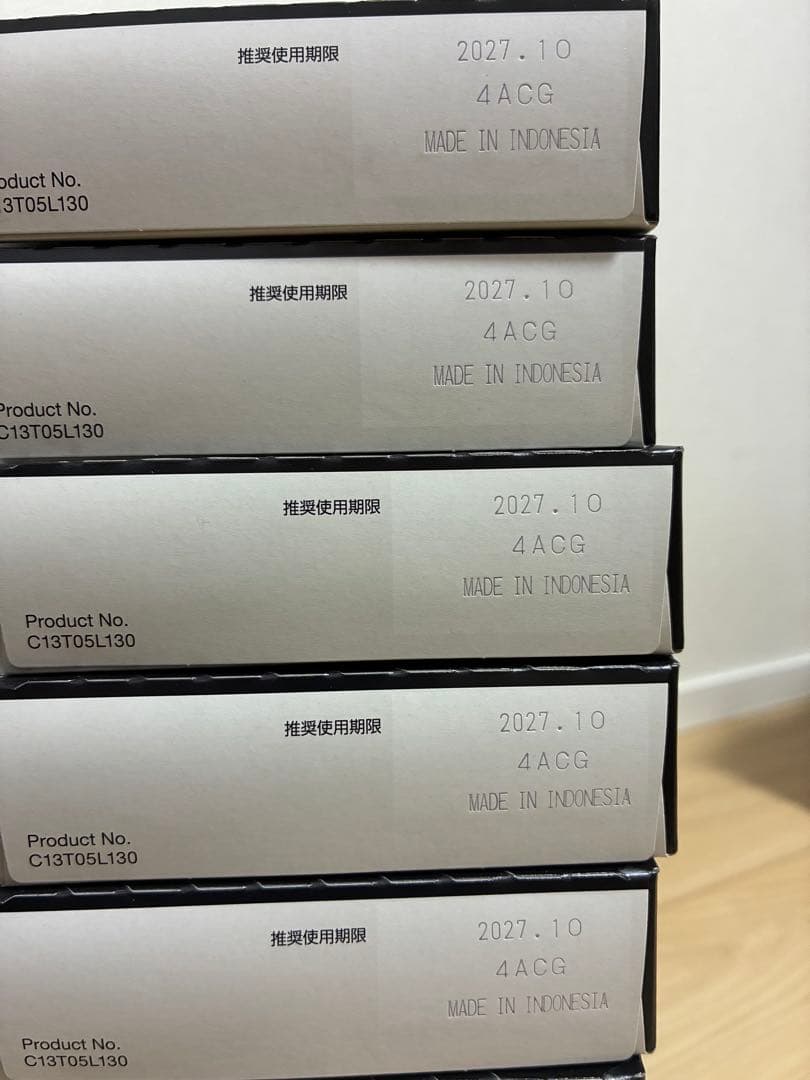 推奨使用期限 2027.10
4ACG
MADE IN INDONESIA
oduct No.
13T05L130
推奨使用期限 2027.10
4ACG
MADE IN INDONESIA
Product No.
C13T05L130
推奨使用期限 2027.10
4ACG
MADE IN INDONESIA
Product No.
C13T05L130
推奨使用期限 2027.10
4ACG
MADE IN INDONESIA
Product No.
C13T05L130
推奨使用期限 2027.10
4ACG
MADE IN INDONESIA
Product No.
C13T05L130